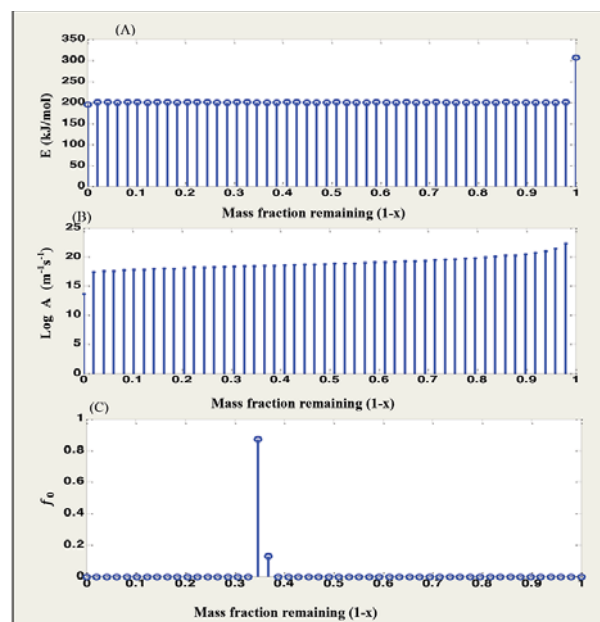 (A)
350
300
250
200
150
100
50
0
E (kJ/mol)
0 0.1 0.2 0.3 0.4 0.5 0.6 0.7 0.8 0.9 1
Mass fraction remaining (1-x)
(B)
25
20
15
10
5
0
Log A (m⁻¹s⁻¹)
0 0.1 0.2 0.3 0.4 0.5 0.6 0.7 0.8 0.9 1
Mass fraction remaining (1-x)
(C)
1
0.8
0.6
0.4
0.2
0
f₀
0 0.1 0.2 0.3 0.4 0.5 0.6 0.7 0.8 0.9 1
Mass fraction remaining (1-x)